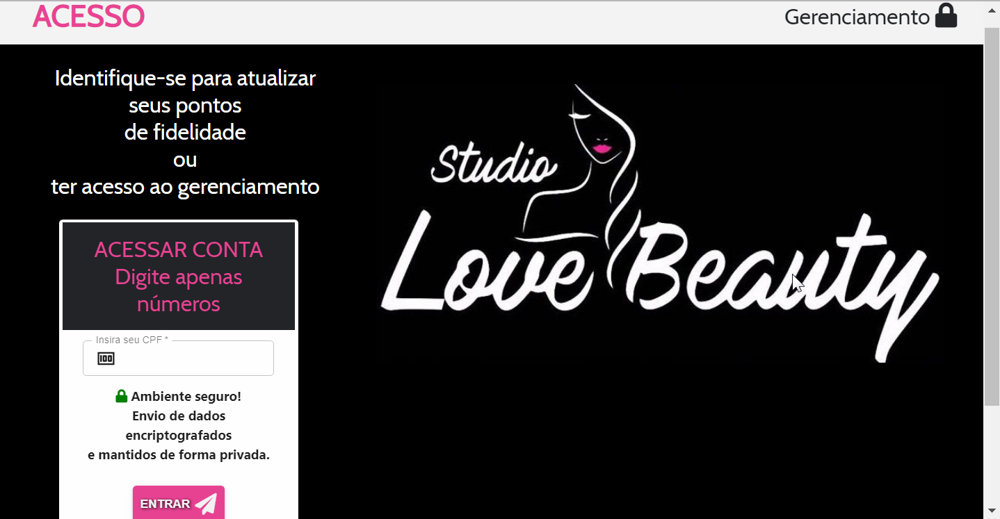 ACESSO
Gerenciamento
Identifique-se para atualizar
seus pontos
de fidelidade
ou
ter acesso ao gerenciamento
Studio
Love Beauty
ACESSAR CONTA
Digite apenas
números
Insira seu CPF *
100
Ambiente seguro!
Envio de dados
encriptografados
e mantidos de forma privada.
ENTRAR